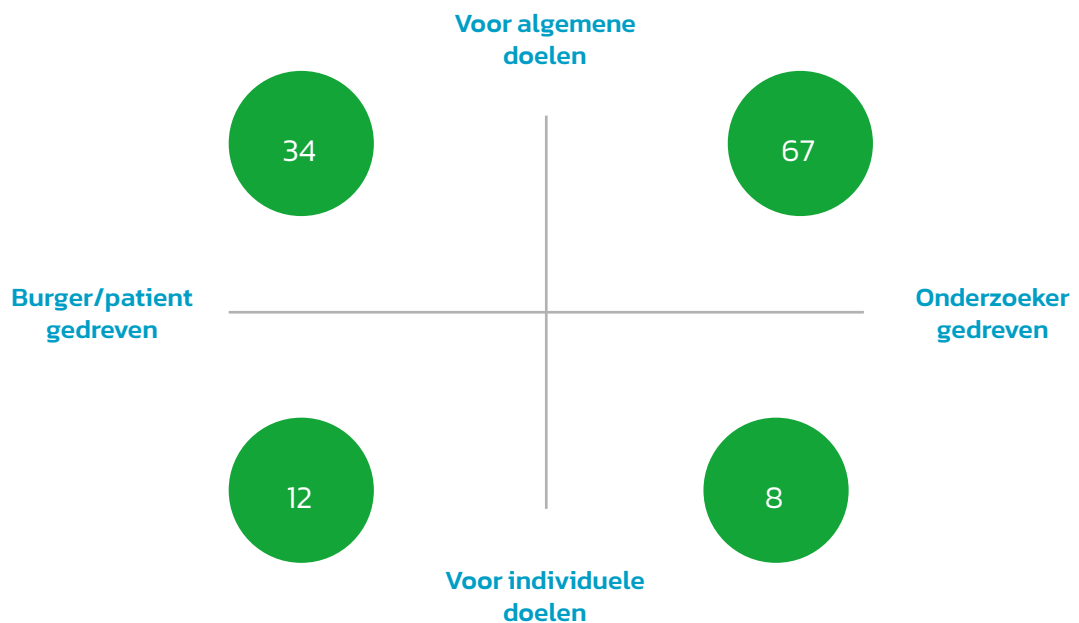 Voor algemene
doelen
34
67
Burger/patient
gedreven
Onderzoeker
gedreven
12
8
Voor individuele
doelen